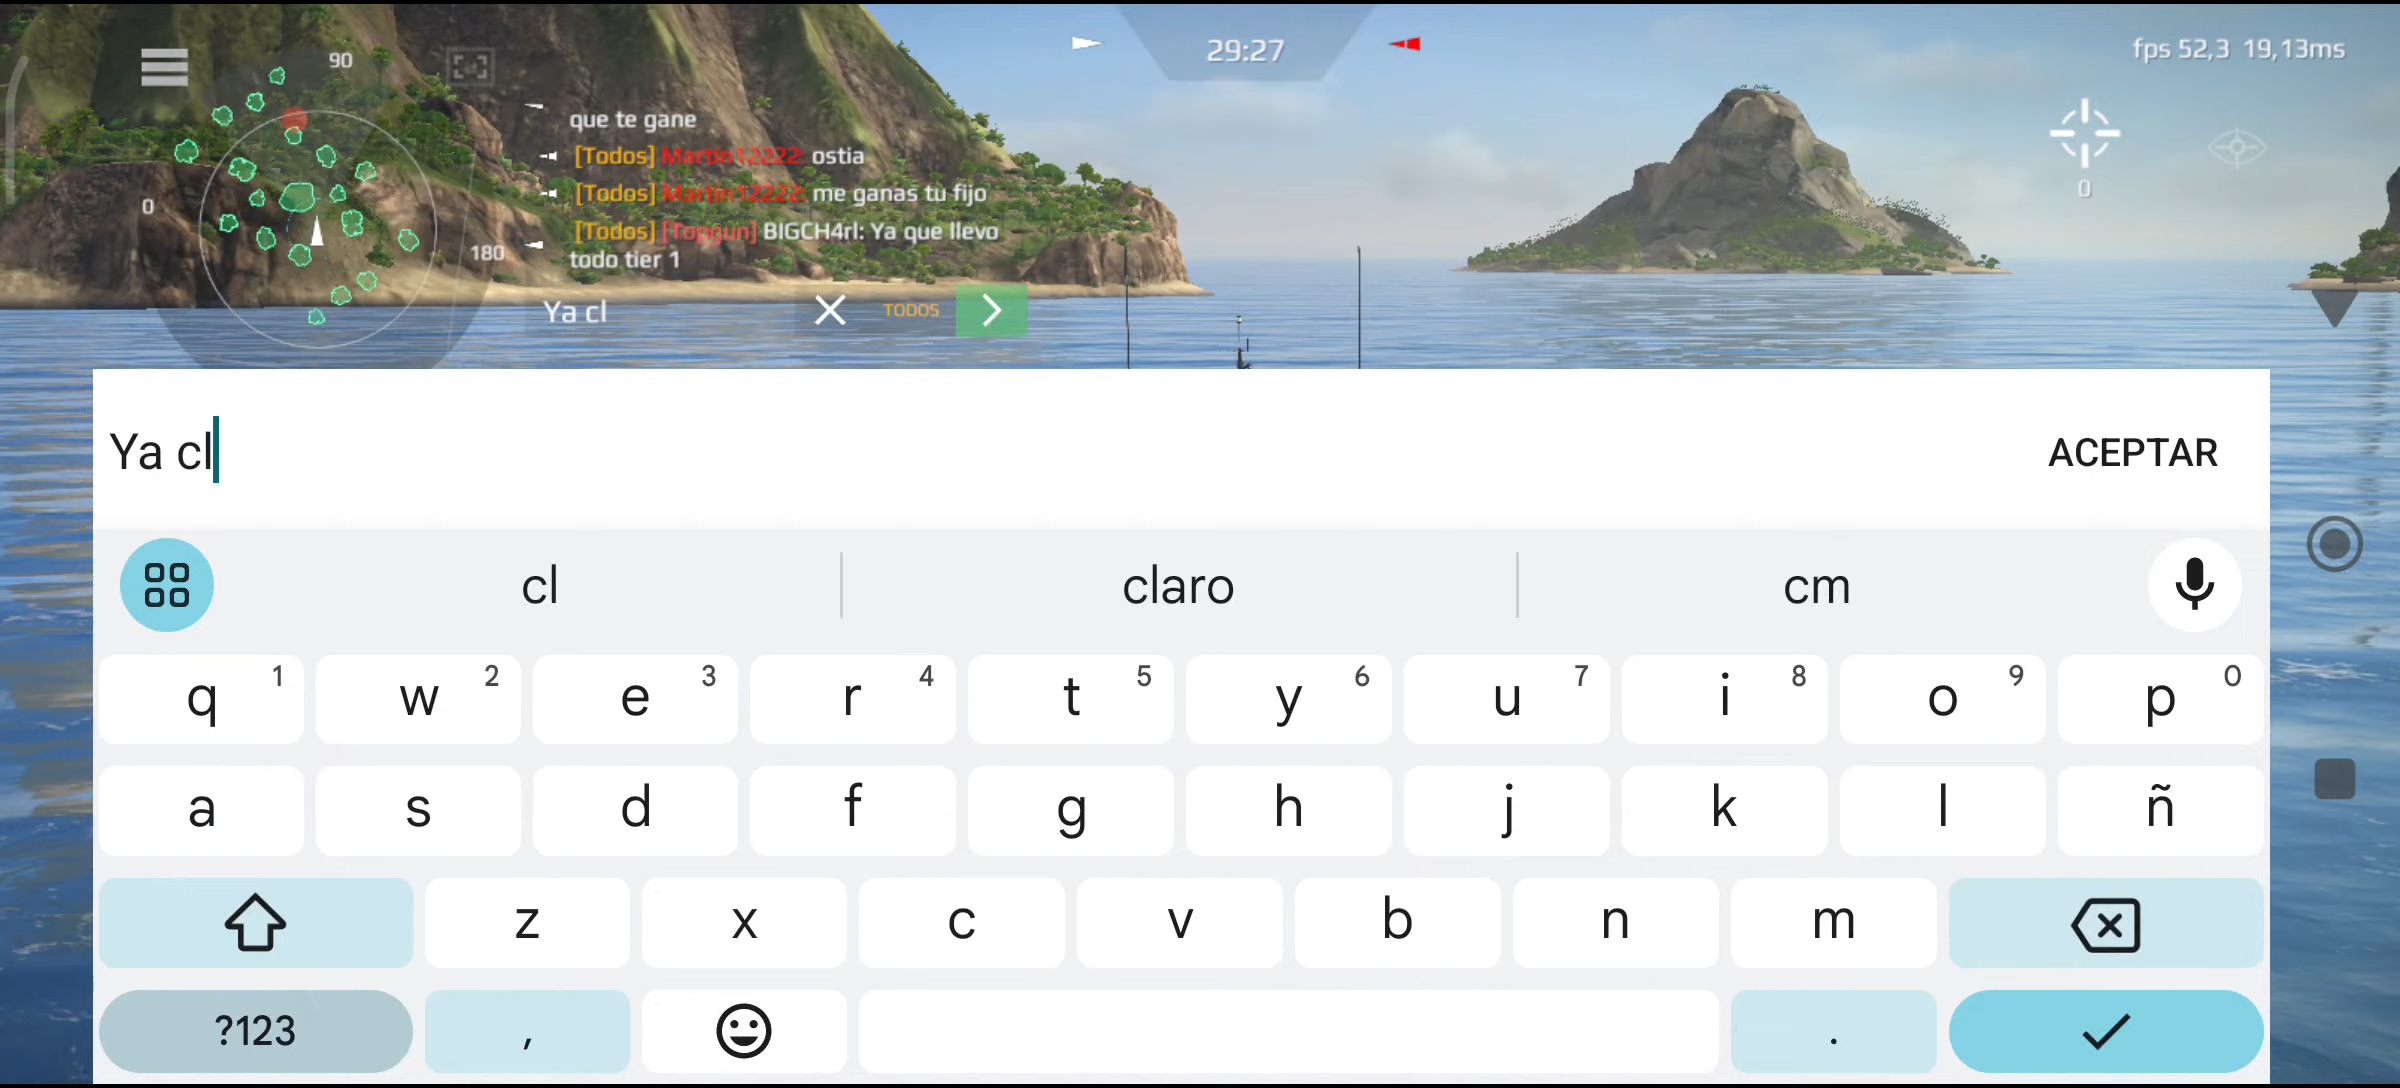 90
29:27
fps 52,3 19,13ms
que te gane
[Todos] Martin12222: ostia
[Todos] Martin12222: me ganas tu fijo
[Todos] [Topgun] BIGCH4rl: Ya que llevo
todo tier 1
0
180
0
Ya cl
TODOS
Ya cl
ACEPTAR
cl claro cm
q 1 w 2 e 3 r 4 t 5 y 6 u 7 i 8 o 9 p 0
a s d f g h j k l ñ
z x c v b n m
?123 , .